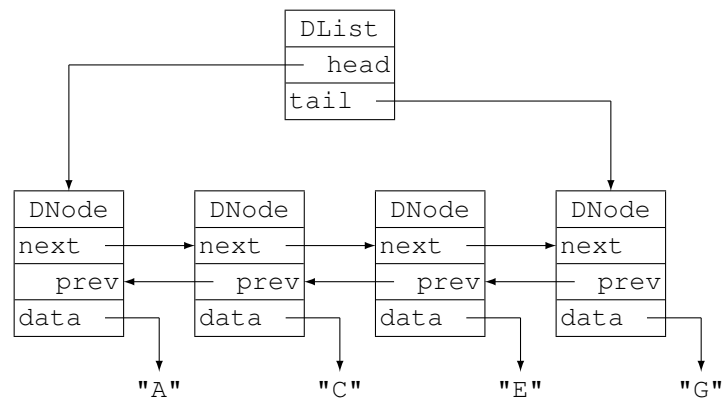 DList
head
tail
DNode DNode DNode DNode
next next next next
prev prev prev prev
data data data data
"A" "C" "E" "G"